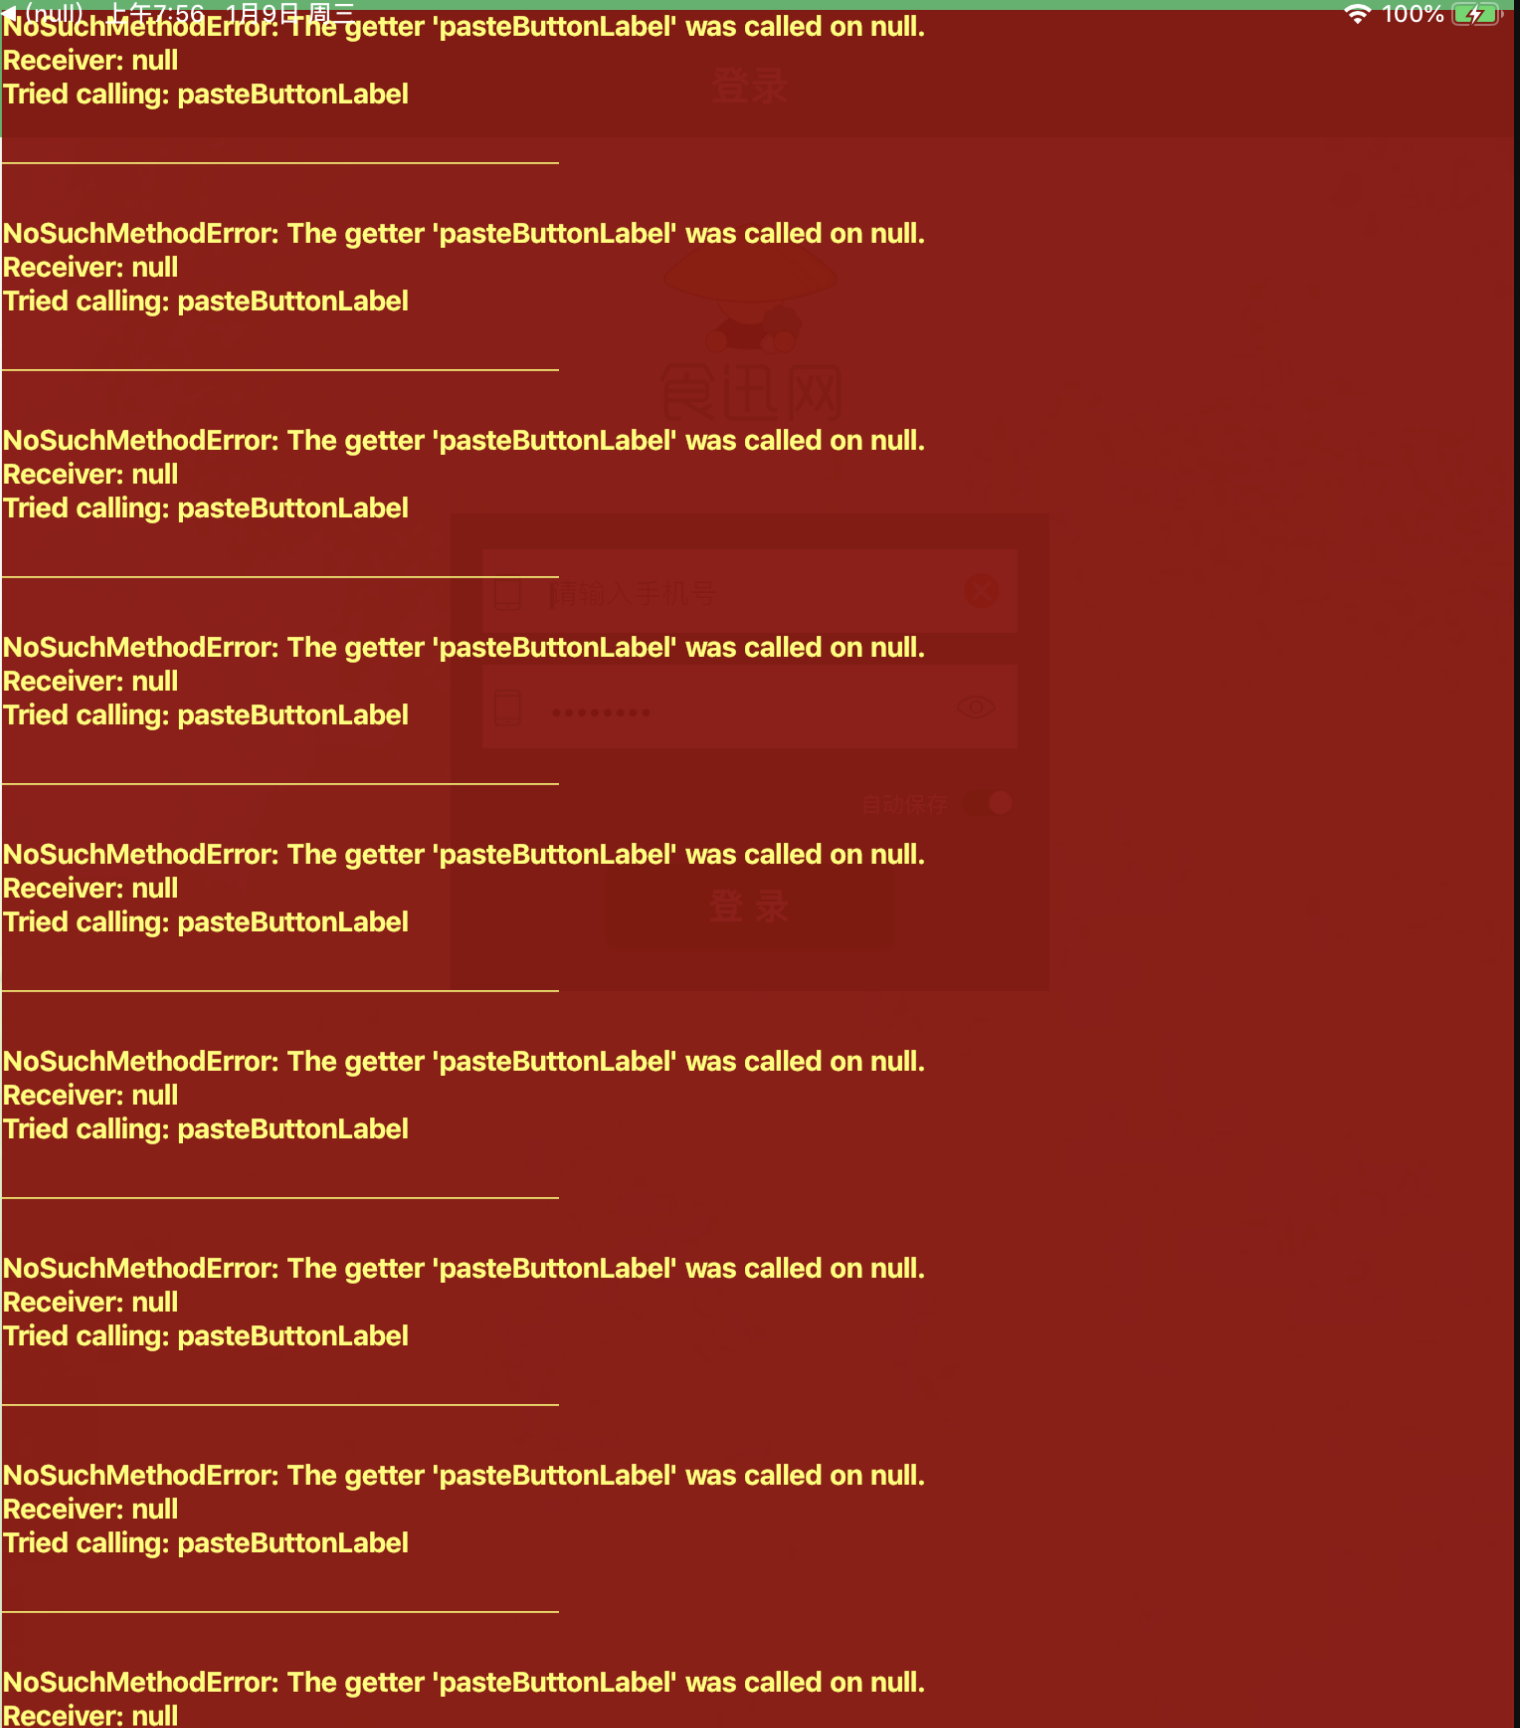 (null) 上午7:56 1月9日 周三 100%
NoSuchMethodError: The getter 'pasteButtonLabel' was called on null.
Receiver: null
Tried calling: pasteButtonLabel
登录
NoSuchMethodError: The getter 'pasteButtonLabel' was called on null.
Receiver: null
Tried calling: pasteButtonLabel
食迅网
NoSuchMethodError: The getter 'pasteButtonLabel' was called on null.
Receiver: null
Tried calling: pasteButtonLabel
请输入手机号
NoSuchMethodError: The getter 'pasteButtonLabel' was called on null.
Receiver: null
Tried calling: pasteButtonLabel
••••••••
自动保存
NoSuchMethodError: The getter 'pasteButtonLabel' was called on null.
Receiver: null
Tried calling: pasteButtonLabel
登 录
NoSuchMethodError: The getter 'pasteButtonLabel' was called on null.
Receiver: null
Tried calling: pasteButtonLabel
NoSuchMethodError: The getter 'pasteButtonLabel' was called on null.
Receiver: null
Tried calling: pasteButtonLabel
NoSuchMethodError: The getter 'pasteButtonLabel' was called on null.
Receiver: null
Tried calling: pasteButtonLabel
NoSuchMethodError: The getter 'pasteButtonLabel' was called on null.
Receiver: null